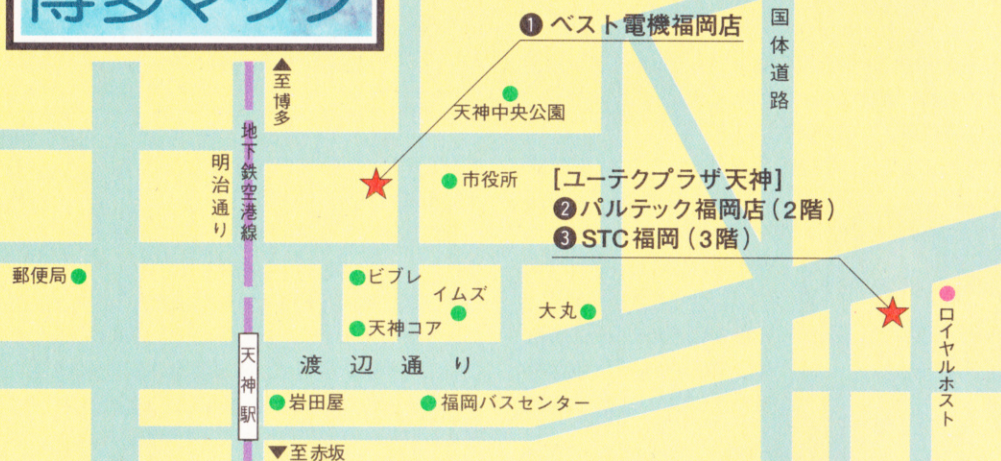 博多マップ
❶ベスト電機福岡店
国体道路
▲至博多
天神中央公園
地下鉄空港線
明治通り
市役所
[ユーテクプラザ天神]
❷パルテック福岡店(2階)
❸STC福岡(3階)
郵便局
ビブレ
イムズ
大丸
天神コア
ロイヤルホスト
天神駅
渡辺通り
岩田屋
福岡バスセンター
▼至赤坂